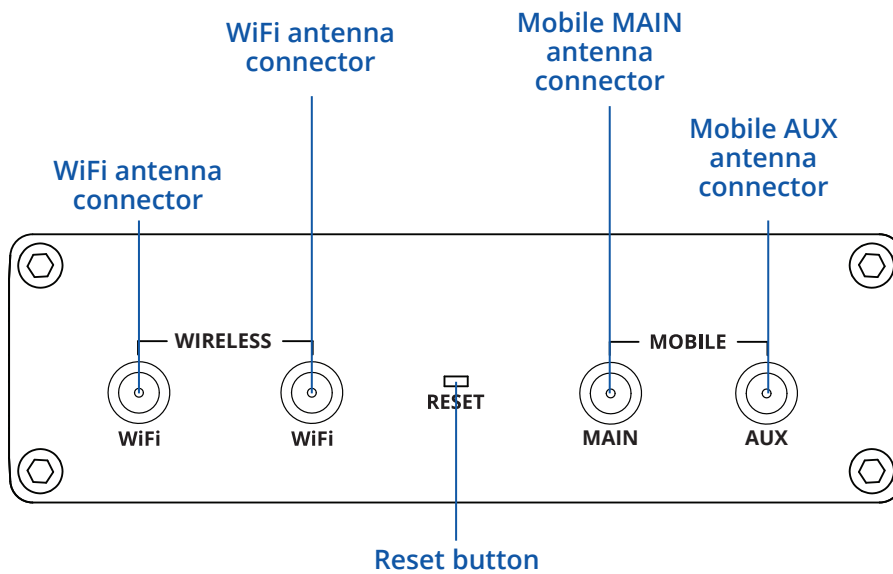 Mobile MAIN
antenna
connector
WiFi antenna
connector
Mobile AUX
antenna
connector
WiFi antenna
connector
WIRELESS
MOBILE
RESET
WiFi
WiFi
MAIN
AUX
Reset button